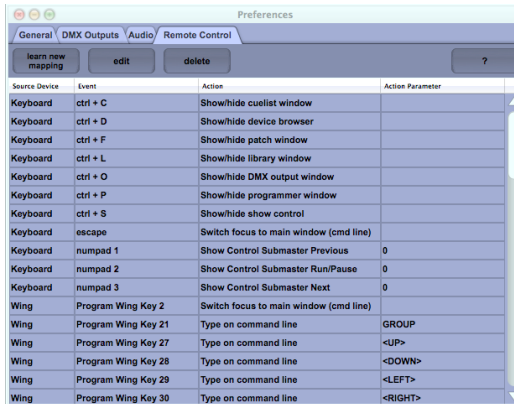 Preferences
General DMX Outputs Audio Remote Control
learn new
mapping
edit delete ?
Source Device Event Action Action Parameter
Keyboard ctrl + C Show/hide cuelist window
Keyboard ctrl + D Show/hide device browser
Keyboard ctrl + F Show/hide patch window
Keyboard ctrl + L Show/hide library window
Keyboard ctrl + O Show/hide DMX output window
Keyboard ctrl + P Show/hide programmer window
Keyboard ctrl + S Show/hide show control
Keyboard escape Switch focus to main window (cmd line)
Keyboard numpad 1 Show Control Submaster Previous 0
Keyboard numpad 2 Show Control Submaster Run/Pause 0
Keyboard numpad 3 Show Control Submaster Next 0
Wing Program Wing Key 2 Switch focus to main window (cmd line)
Wing Program Wing Key 21 Type on command line GROUP
Wing Program Wing Key 27 Type on command line <UP>
Wing Program Wing Key 28 Type on command line <DOWN>
Wing Program Wing Key 29 Type on command line <LEFT>
Wing Program Wing Key 30 Type on command line <RIGHT>